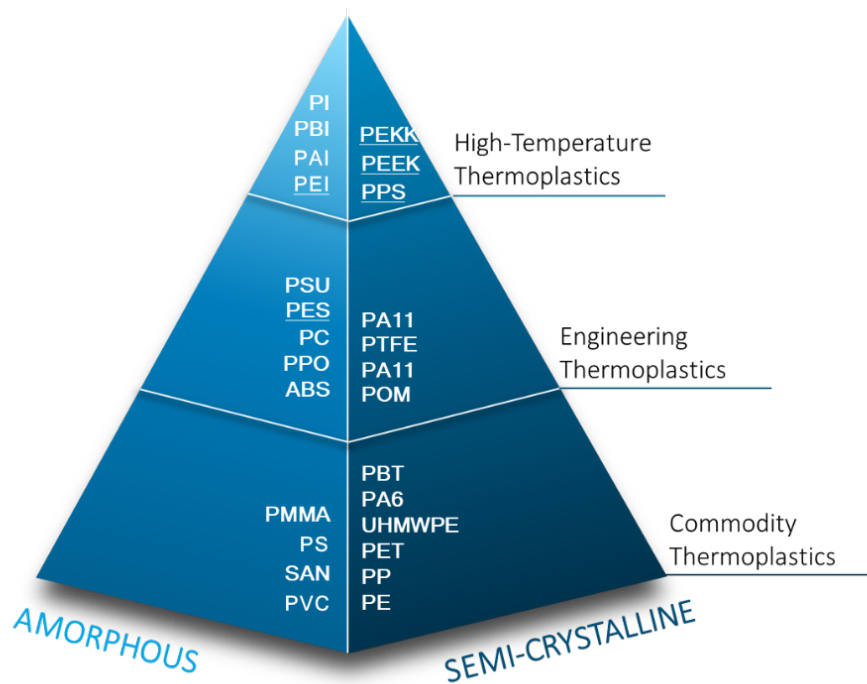 PI
PBI
PAI
PEI
PEKK
PEEK
PPS
High-Temperature
Thermoplastics
PSU
PES
PC
PPO
ABS
PA11
PTFE
PA11
POM
Engineering
Thermoplastics
PMMA
PS
SAN
PVC
PBT
PA6
UHMWPE
PET
PP
PE
Commodity
Thermoplastics
AMORPHOUS
SEMI-CRYSTALLINE